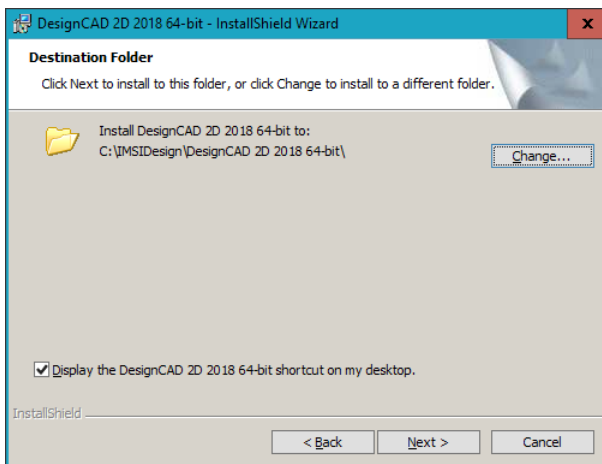 DesignCAD 2D 2018 64-bit - InstallShield Wizard
x
Destination Folder
Click Next to install to this folder, or click Change to install to a different folder.
Install DesignCAD 2D 2018 64-bit to:
C:\IMSIDesign\DesignCAD 2D 2018 64-bit\
Change...
Display the DesignCAD 2D 2018 64-bit shortcut on my desktop.
InstallShield
< Back Next > Cancel